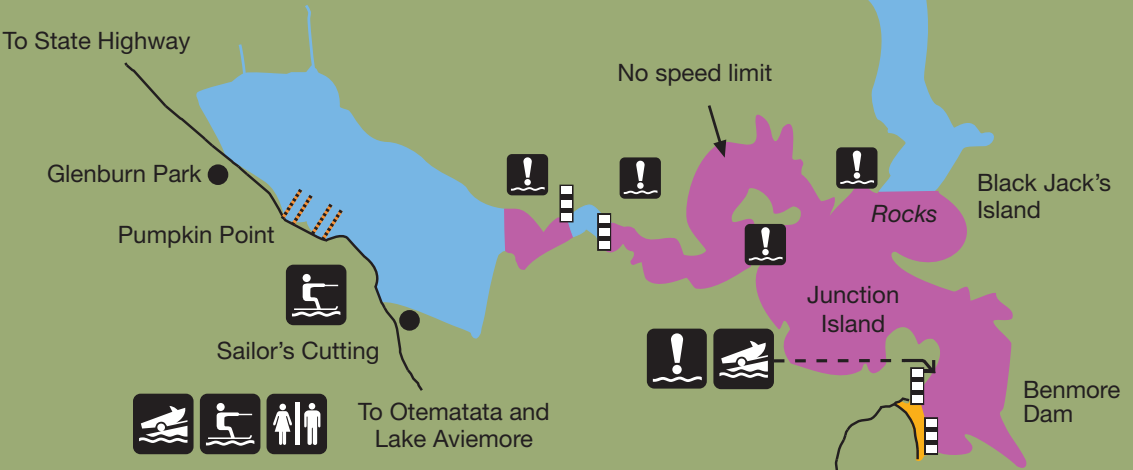 To State Highway
No speed limit
Glenburn Park
Black Jack's
Island
Rocks
Pumpkin Point
Junction
Island
Sailor's Cutting
Benmore
Dam
To Otematata and
Lake Aviemore